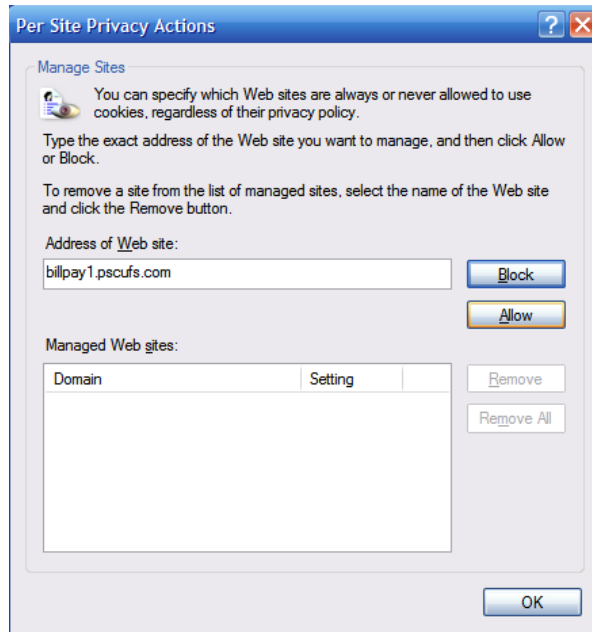 Per Site Privacy Actions
?
Manage Sites
You can specify which Web sites are always or never allowed to use
cookies, regardless of their privacy policy.
Type the exact address of the Web site you want to manage, and then click Allow
or Block.
To remove a site from the list of managed sites, select the name of the Web site
and click the Remove button.
Address of Web site:
billpay1.pscufs.com
Block
Allow
Managed Web sites:
Domain Setting
Remove
Remove All
OK